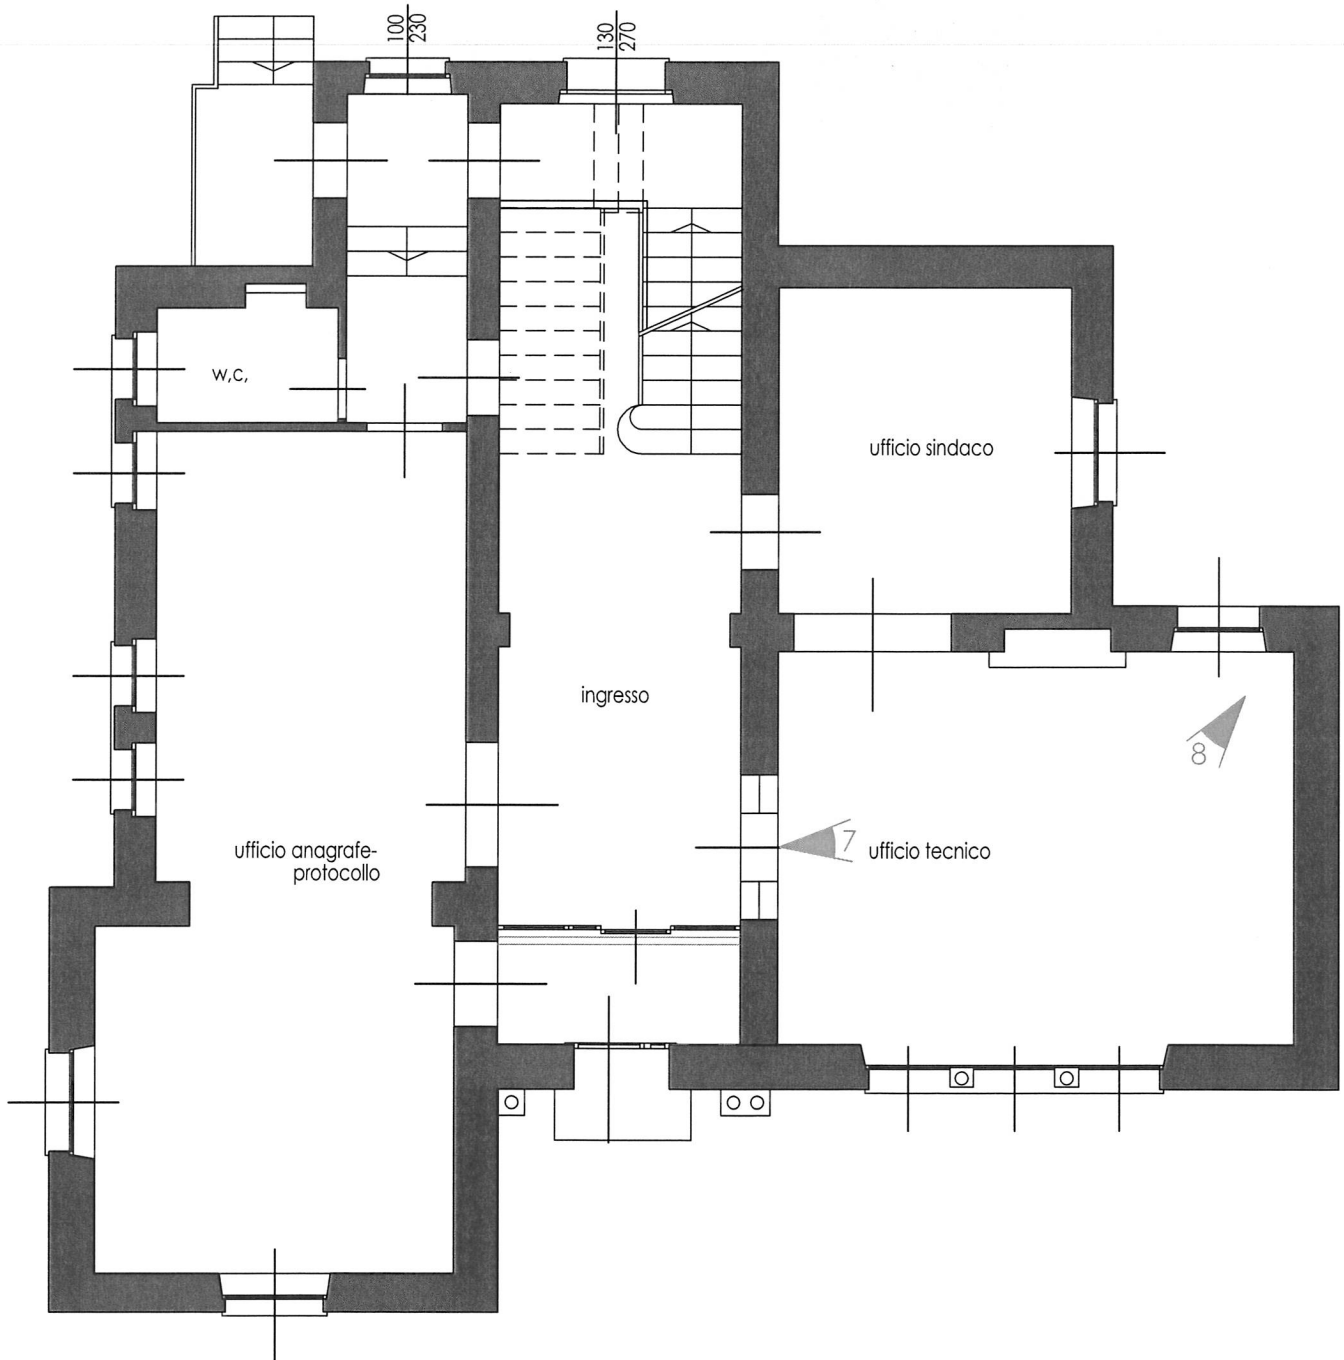 100
230
130
270
w,c,
ufficio sindaco
ingresso
8
ufficio anagrafe-
protocollo
7
ufficio tecnico